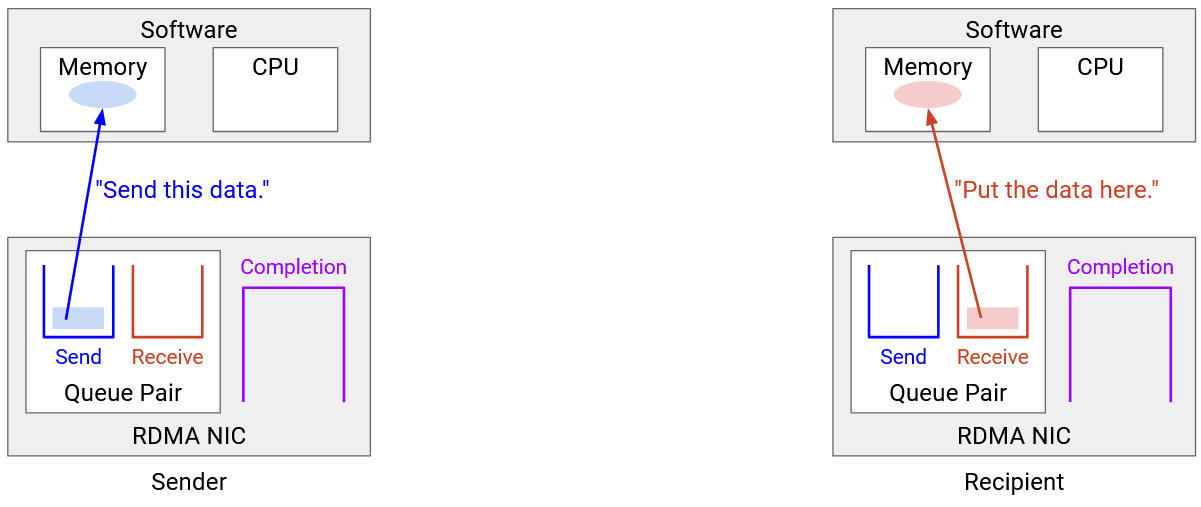 Software
Memory
CPU
"Send this data."
Completion
Send
Receive
Queue Pair
RDMA NIC
Sender
Software
Memory
CPU
"Put the data here."
Completion
Send
Receive
Queue Pair
RDMA NIC
Recipient